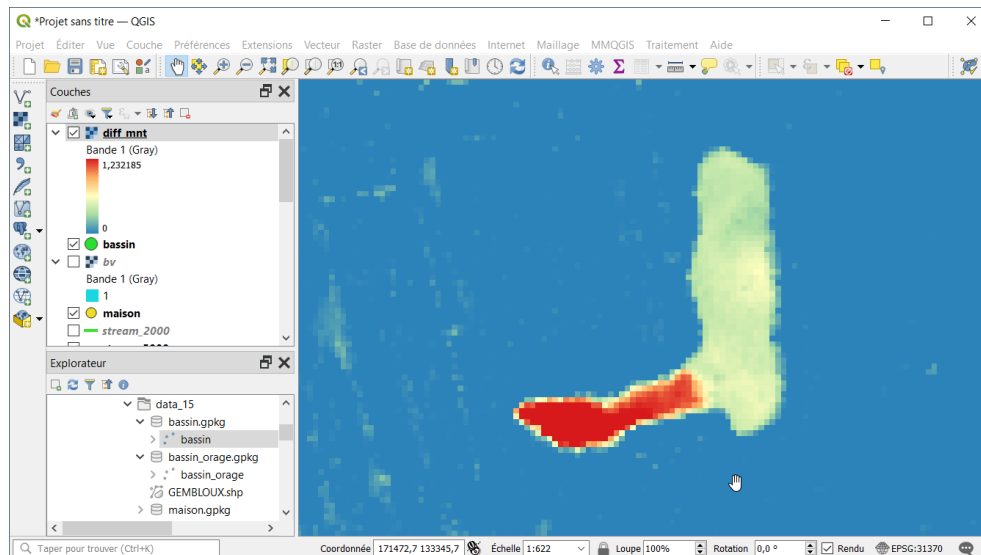 *Projet sans titre — QGIS
Projet Éditer Vue Couche Préférences Extensions Vecteur Raster Base de données Internet Maillage MMQGIS Traitement Aide
Couches
diff_mnt
Bande 1 (Gray)
1,232185
0
bassin
bv
Bande 1 (Gray)
1
maison
stream_2000
Explorateur
data_15
bassin.gpkg
bassin
bassin_orage.gpkg
bassin_orage
GEMBLOUX.shp
maison.gpkg
Taper pour trouver (Ctrl+K) Coordonnée 171472,7 133345,7 Échelle 1:622 Loupe 100% Rotation 0,0 ° Rendu EPSG:31370